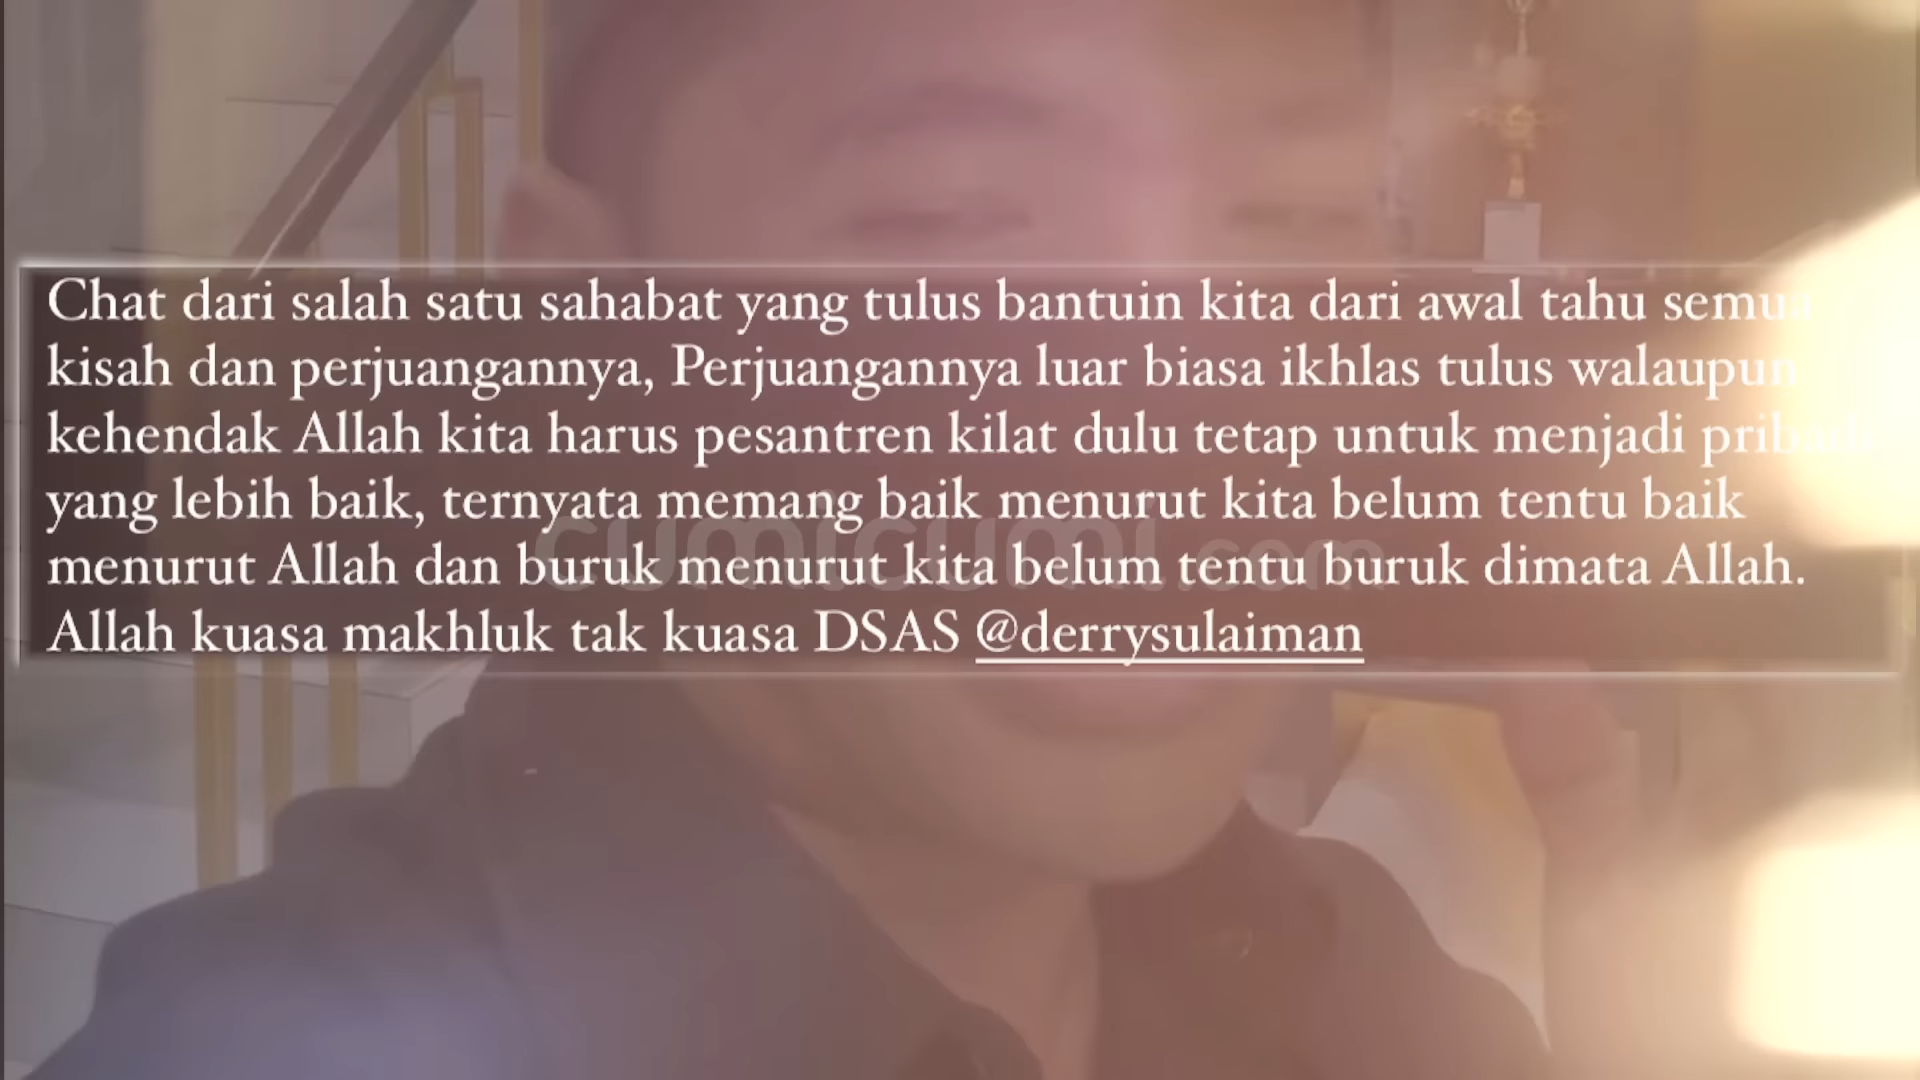 Chat dari salah satu sahabat yang tulus bantuin kita dari awal tahu semua
kisah dan perjuangannya, Perjuangannya luar biasa ikhlas tulus walaupun
kehendak Allah kita harus pesantren kilat dulu tetap untuk menjadi pribadi
yang lebih baik, ternyata memang baik menurut kita belum tentu baik
cumicumi.com
menurut Allah dan buruk menurut kita belum tentu buruk dimata Allah.
Allah kuasa makhluk tak kuasa DSAS @derrysulaiman